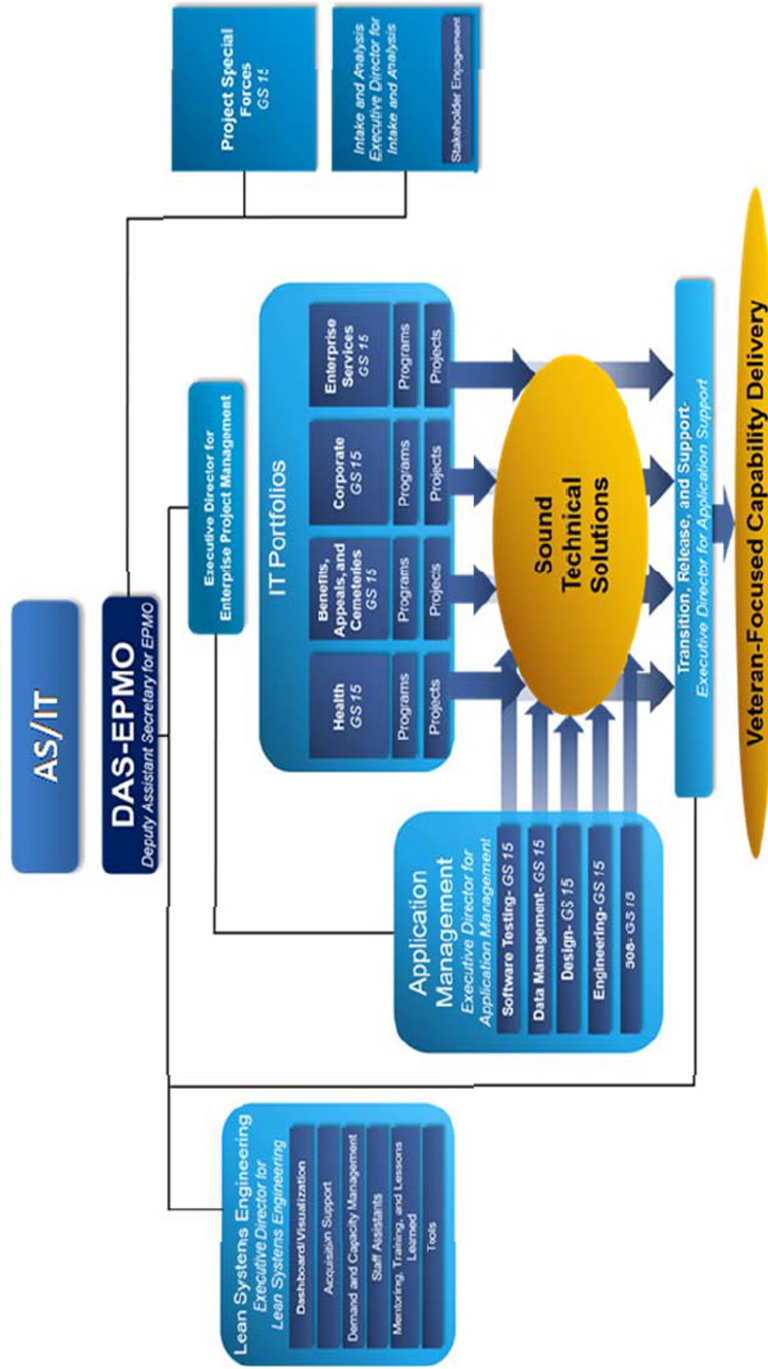 AS/IT
DAS-EPMO
Deputy Assistant Secretary for EPMO
Project Special
Forces
GS 15
Intake and Analysis
Executive Director for
Intake and Analysis
Stakeholder Engagement
Executive Director for
Enterprise Project Management
Lean Systems Engineering
Executive Director for
Lean Systems Engineering
Dashboard/Visualization
Acquisition Support
Demand and Capacity Management
Staff Assistants
Mentoring, Training, and Lessons
Learned
Tools
Application
Management
Executive Director for
Application Management
Software Testing- GS 15
Data Management- GS 15
Design- GS 15
Engineering- GS 15
508- GS 15
IT Portfolios
Health
GS 15
Programs
Projects
Benefits,
Appeals, and
Cemeteries
GS 15
Programs
Projects
Corporate
GS 15
Programs
Projects
Enterprise
Services
GS 15
Programs
Projects
Sound
Technical
Solutions
Transition, Release, and Support-
Executive Director for Application Support
Veteran-Focused Capability Delivery